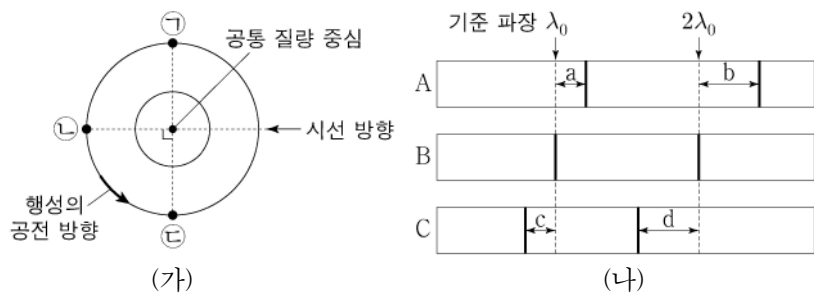 ㉠
공통 질량 중심
㉡
시선 방향
행성의
공전 방향
㉢
(가)
기준 파장 λ₀
2λ₀
A
a
b
B
C
c
d
(나)